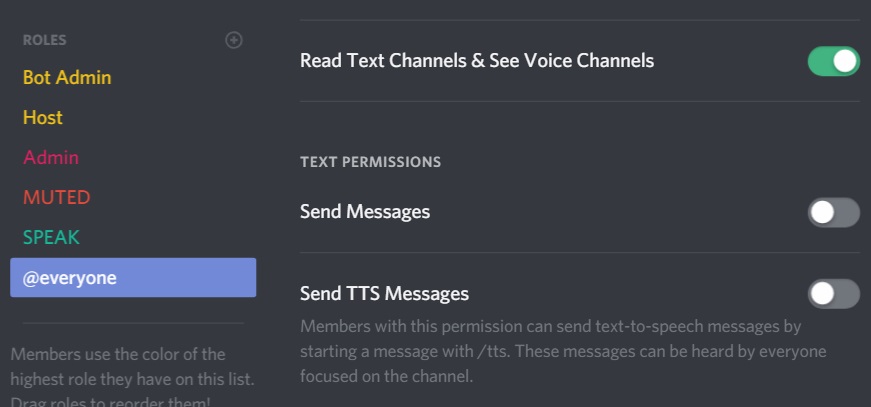 ROLES
Bot Admin
Host
Admin
MUTED
SPEAK
@everyone
Members use the color of the
highest role they have on this list.
Drag roles to reorder them!
Read Text Channels & See Voice Channels
TEXT PERMISSIONS
Send Messages
Send TTS Messages
Members with this permission can send text-to-speech messages by
starting a message with /tts. These messages can be heard by everyone
focused on the channel.